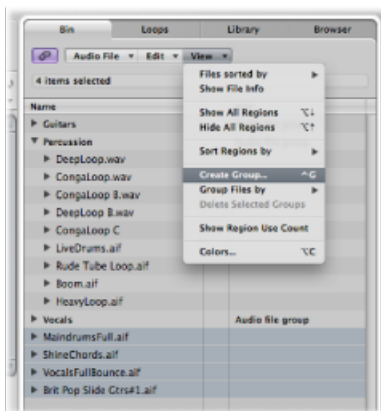 Bin Loops Library Browser
Audio File Edit View
4 items selected
Files sorted by
Show File Info
Name
Show All Regions ⌥↓
Guitars
Hide All Regions ⌥↑
Percussion
DeepLoop.wav
Sort Regions by
CongaLoop.wav
Create Group... ^G
CongaLoop B.wav
Group Files by
DeepLoop B.wav
Delete Selected Groups
CongaLoop C
Show Region Use Count
LiveDrums.aif
Rude Tube Loop.aif
Colors... ⌥C
Boom.aif
HeavyLoop.aif
Vocals Audio file group
MaindrumsFull.aif
ShineChords.aif
VocalsFullBounce.aif
Brit Pop Slide Gtrs#1.aif